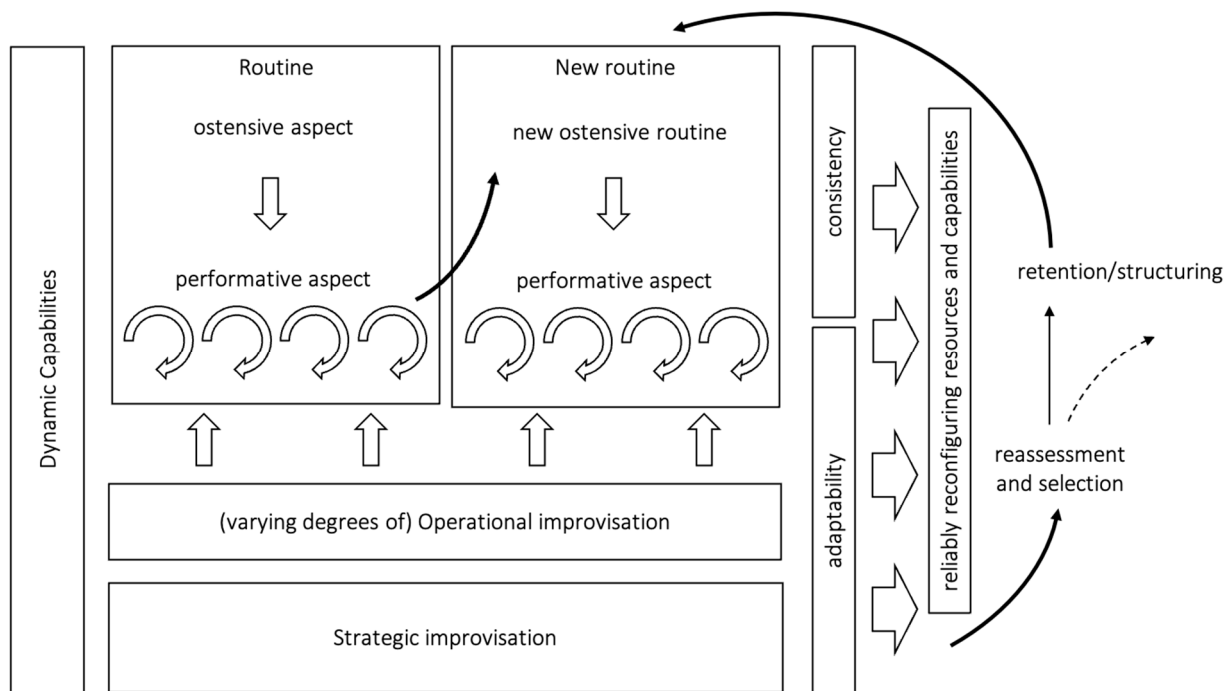 Dynamic Capabilities
Routine
ostensive aspect
performative aspect
New routine
new ostensive routine
performative aspect
(varying degrees of) Operational improvisation
Strategic improvisation
consistency
adaptability
reliably reconfiguring resources and capabilities
retention/structuring
reassessment
and selection